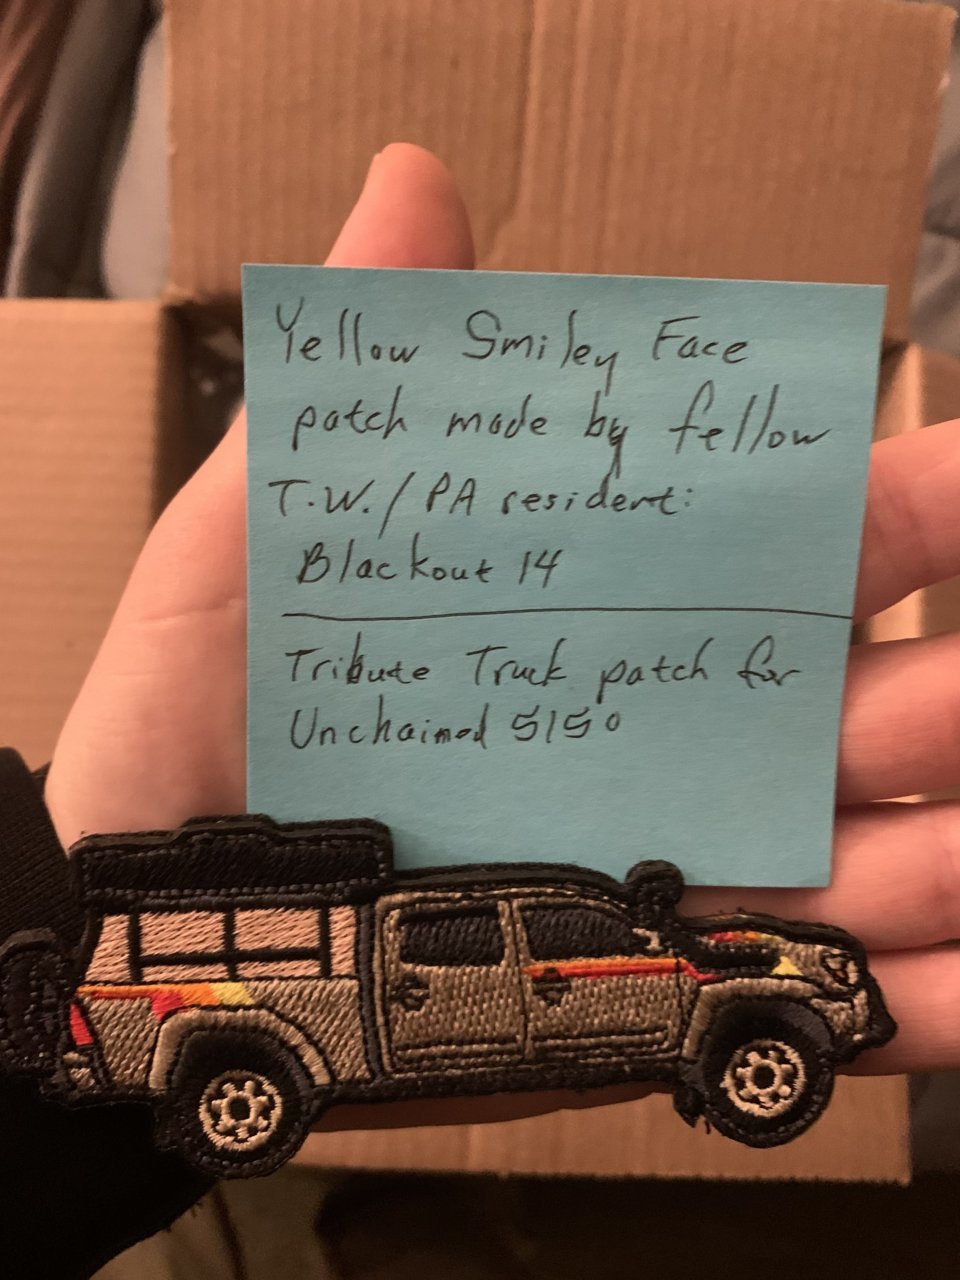 Yellow Smiley Face
patch made by fellow
T.W./PA resident:
Blackout 14
Tribute Truck patch for
Unchained 5150